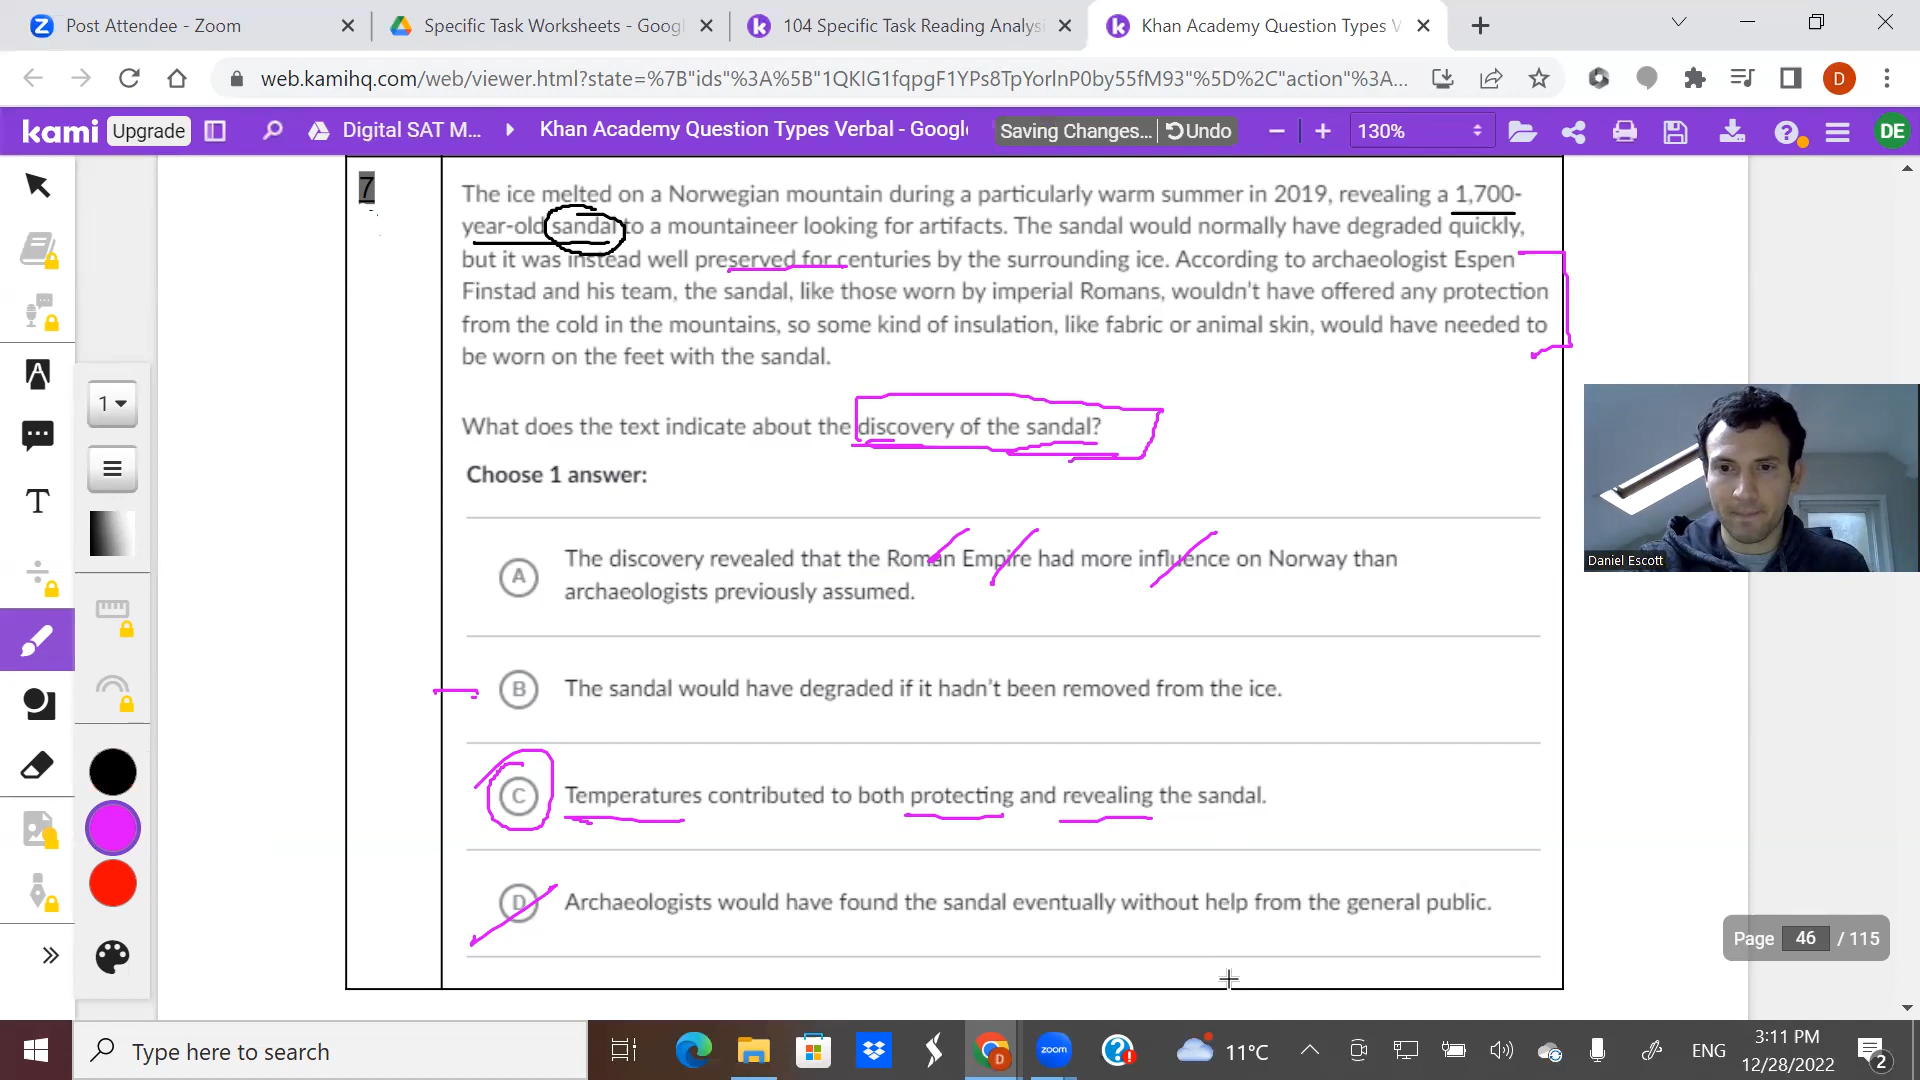 Post Attendee - Zoom
Specific Task Worksheets - Googl
104 Specific Task Reading Analysi
Khan Academy Question Types V
web.kamihq.com/web/viewer.html?state=%7B"ids"%3A%5B"1QKIG1fqpgF1YPs8TpYorInP0by55fM93"%5D%2C"action"%3A...
D
kami Upgrade Digital SAT M... Khan Academy Question Types Verbal - Googl Saving Changes... Undo 130% DE
7
The ice melted on a Norwegian mountain during a particularly warm summer in 2019, revealing a 1,700-
year-old sandal to a mountaineer looking for artifacts. The sandal would normally have degraded quickly,
but it was instead well preserved for centuries by the surrounding ice. According to archaeologist Espen
Finstad and his team, the sandal, like those worn by imperial Romans, wouldn't have offered any protection
from the cold in the mountains, so some kind of insulation, like fabric or animal skin, would have needed to
be worn on the feet with the sandal.
What does the text indicate about the discovery of the sandal?
Choose 1 answer:
A
The discovery revealed that the Roman Empire had more influence on Norway than
archaeologists previously assumed.
B The sandal would have degraded if it hadn't been removed from the ice.
C Temperatures contributed to both protecting and revealing the sandal.
D Archaeologists would have found the sandal eventually without help from the general public.
1
T
Daniel Escott
Page 46 / 115
Type here to search
zoom
D
11°C
ENG
3:11 PM
12/28/2022
2